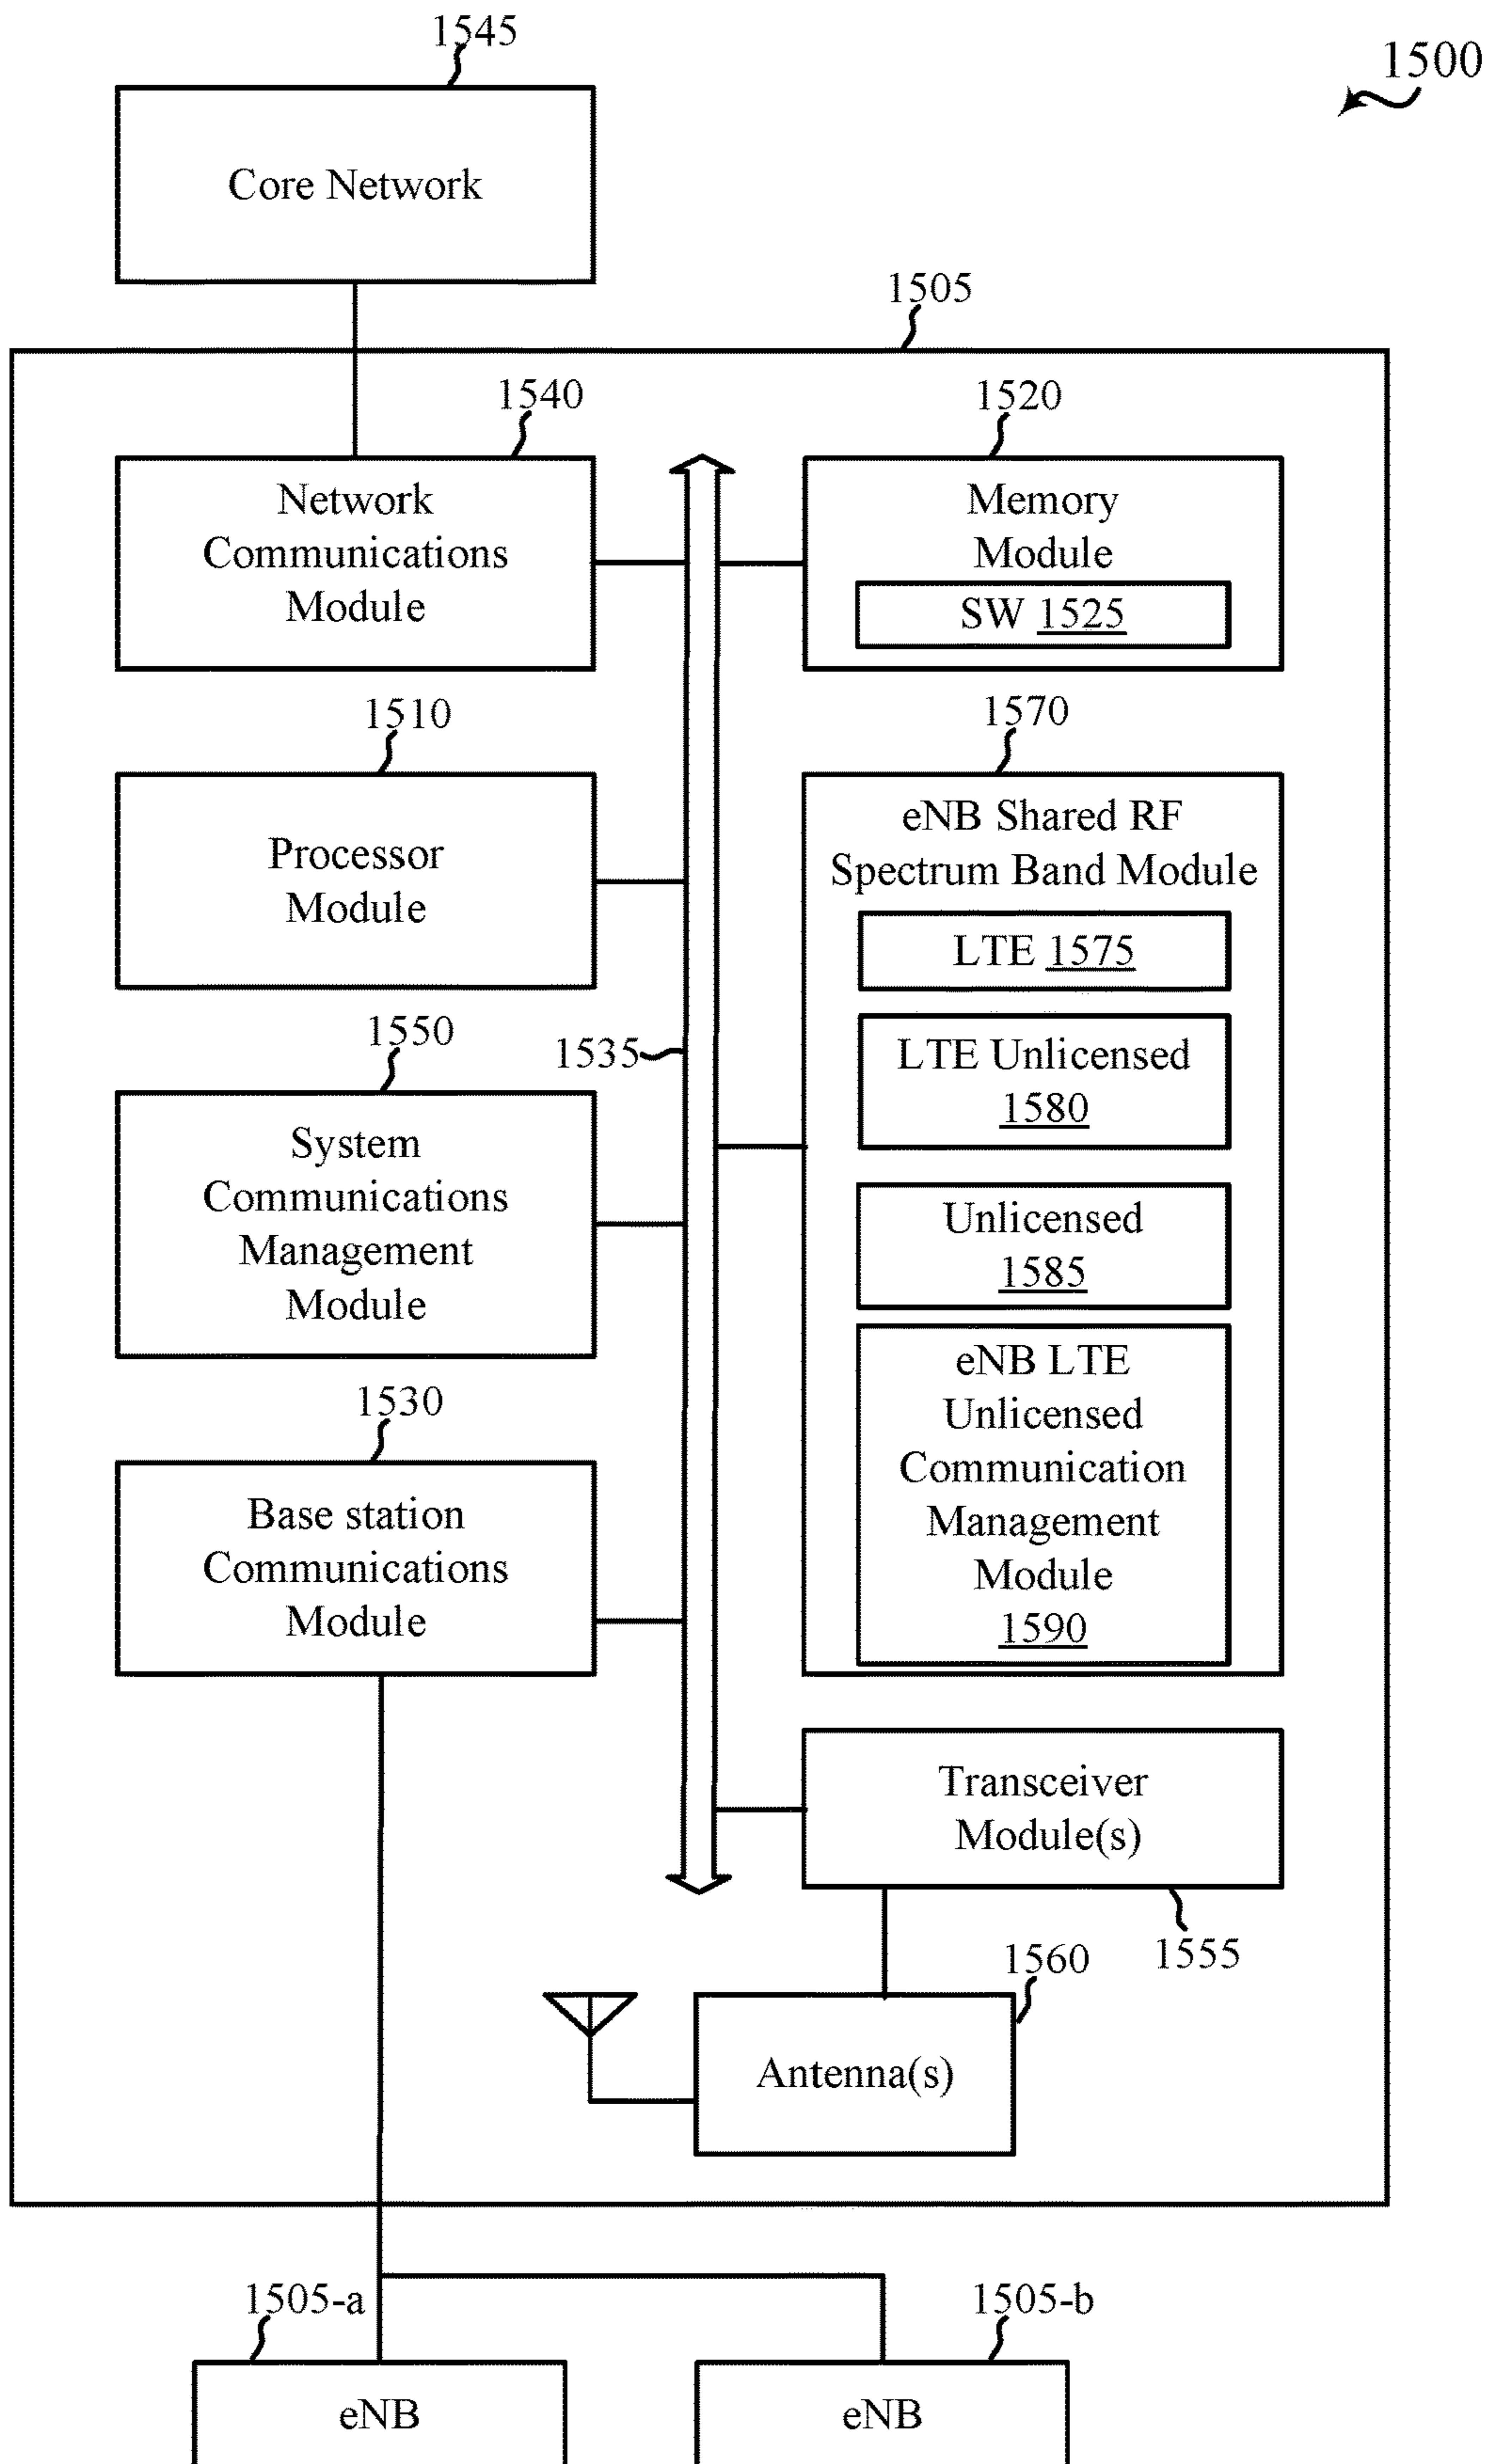 1545
1500
Core Network
1505
1540
1520
Network
Communications
Module
Memory
Module
SW 1525
1510
1570
Processor
Module
eNB Shared RF
Spectrum Band Module
LTE 1575
1550
1535
LTE Unlicensed
1580
System
Communications
Management
Module
Unlicensed
1585
1530
eNB LTE
Unlicensed
Communication
Management
Module
1590
Base station
Communications
Module
Transceiver
Module(s)
1555
1560
Antenna(s)
1505-a
1505-b
eNB
eNB